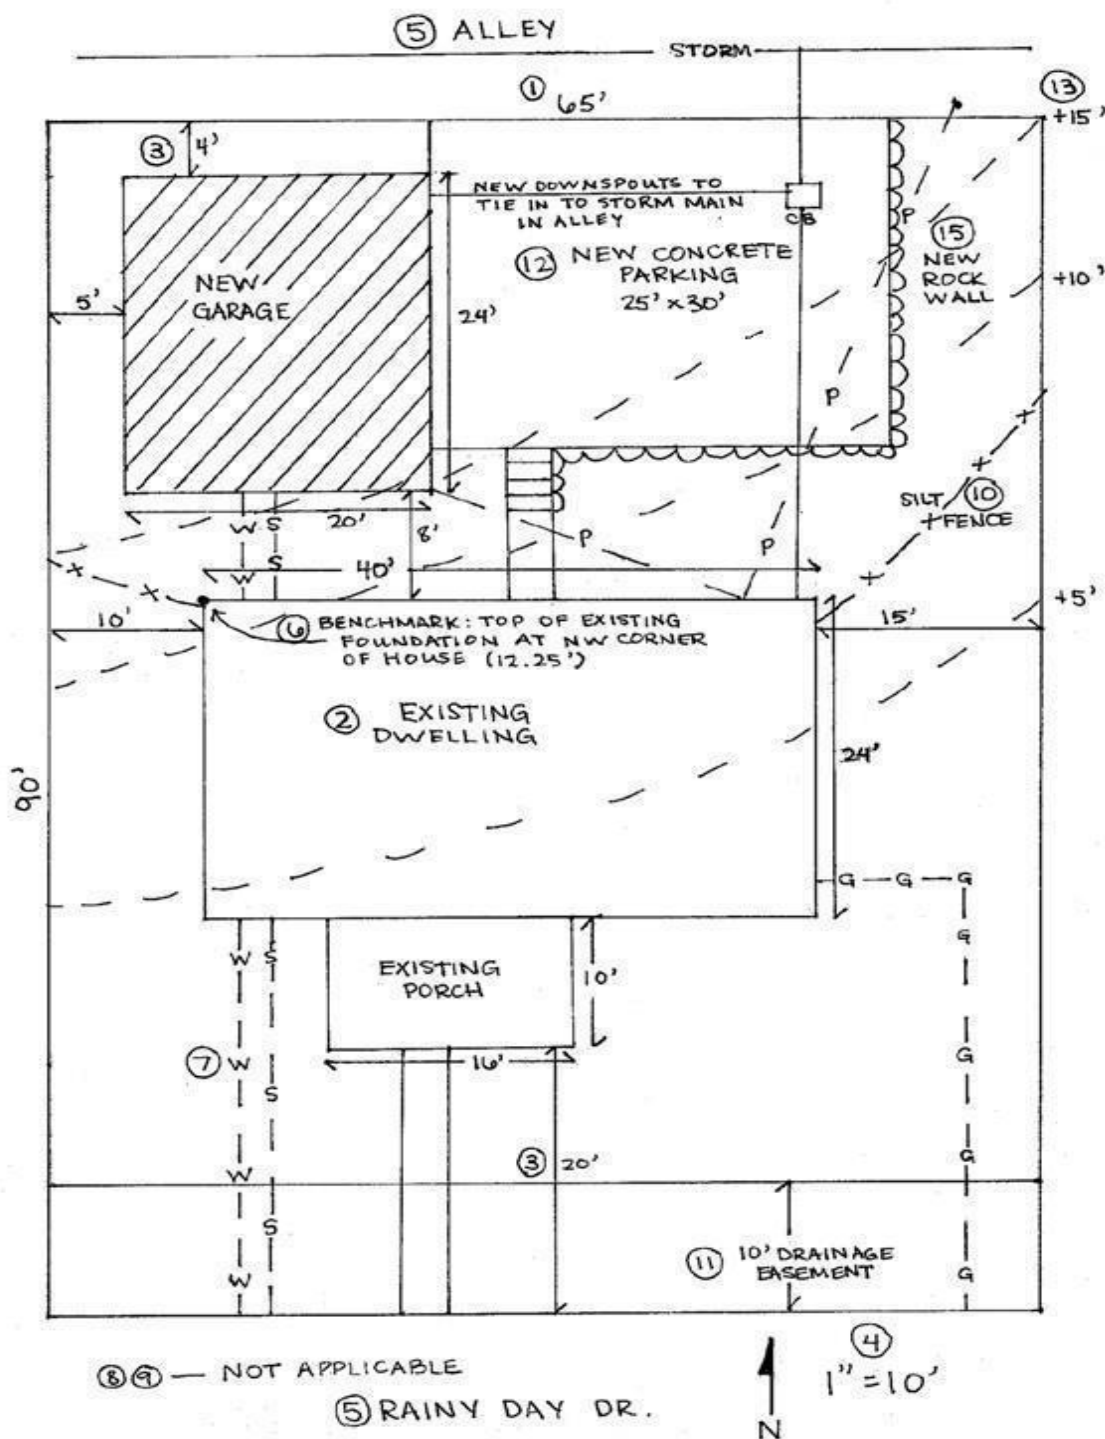 ⑤ ALLEY
STORM
① 65'
⑬
+15'
③ 4'
NEW DOWNSPOUTS TO
TIE IN TO STORM MAIN
IN ALLEY
CB
P
⑮
NEW
ROCK
WALL
⑫ NEW CONCRETE
PARKING
25' x 30'
+10'
NEW
GARAGE
5'
24'
P
SILT ⑩
FENCE
W S 20'
8'
P
P
S
W
40'
+5'
10'
⑥ BENCHMARK: TOP OF EXISTING
FOUNDATION AT NW CORNER
OF HOUSE (12.25')
15'
② EXISTING
DWELLING
24'
90'
G G G
G
W S
EXISTING
PORCH
10'
⑦ W
16'
G
S
③ 20'
G
W
S
⑪ 10' DRAINAGE
EASEMENT
W
G
④
1" = 10'
⑧⑨ — NOT APPLICABLE
⑤ RAINY DAY DR.
N